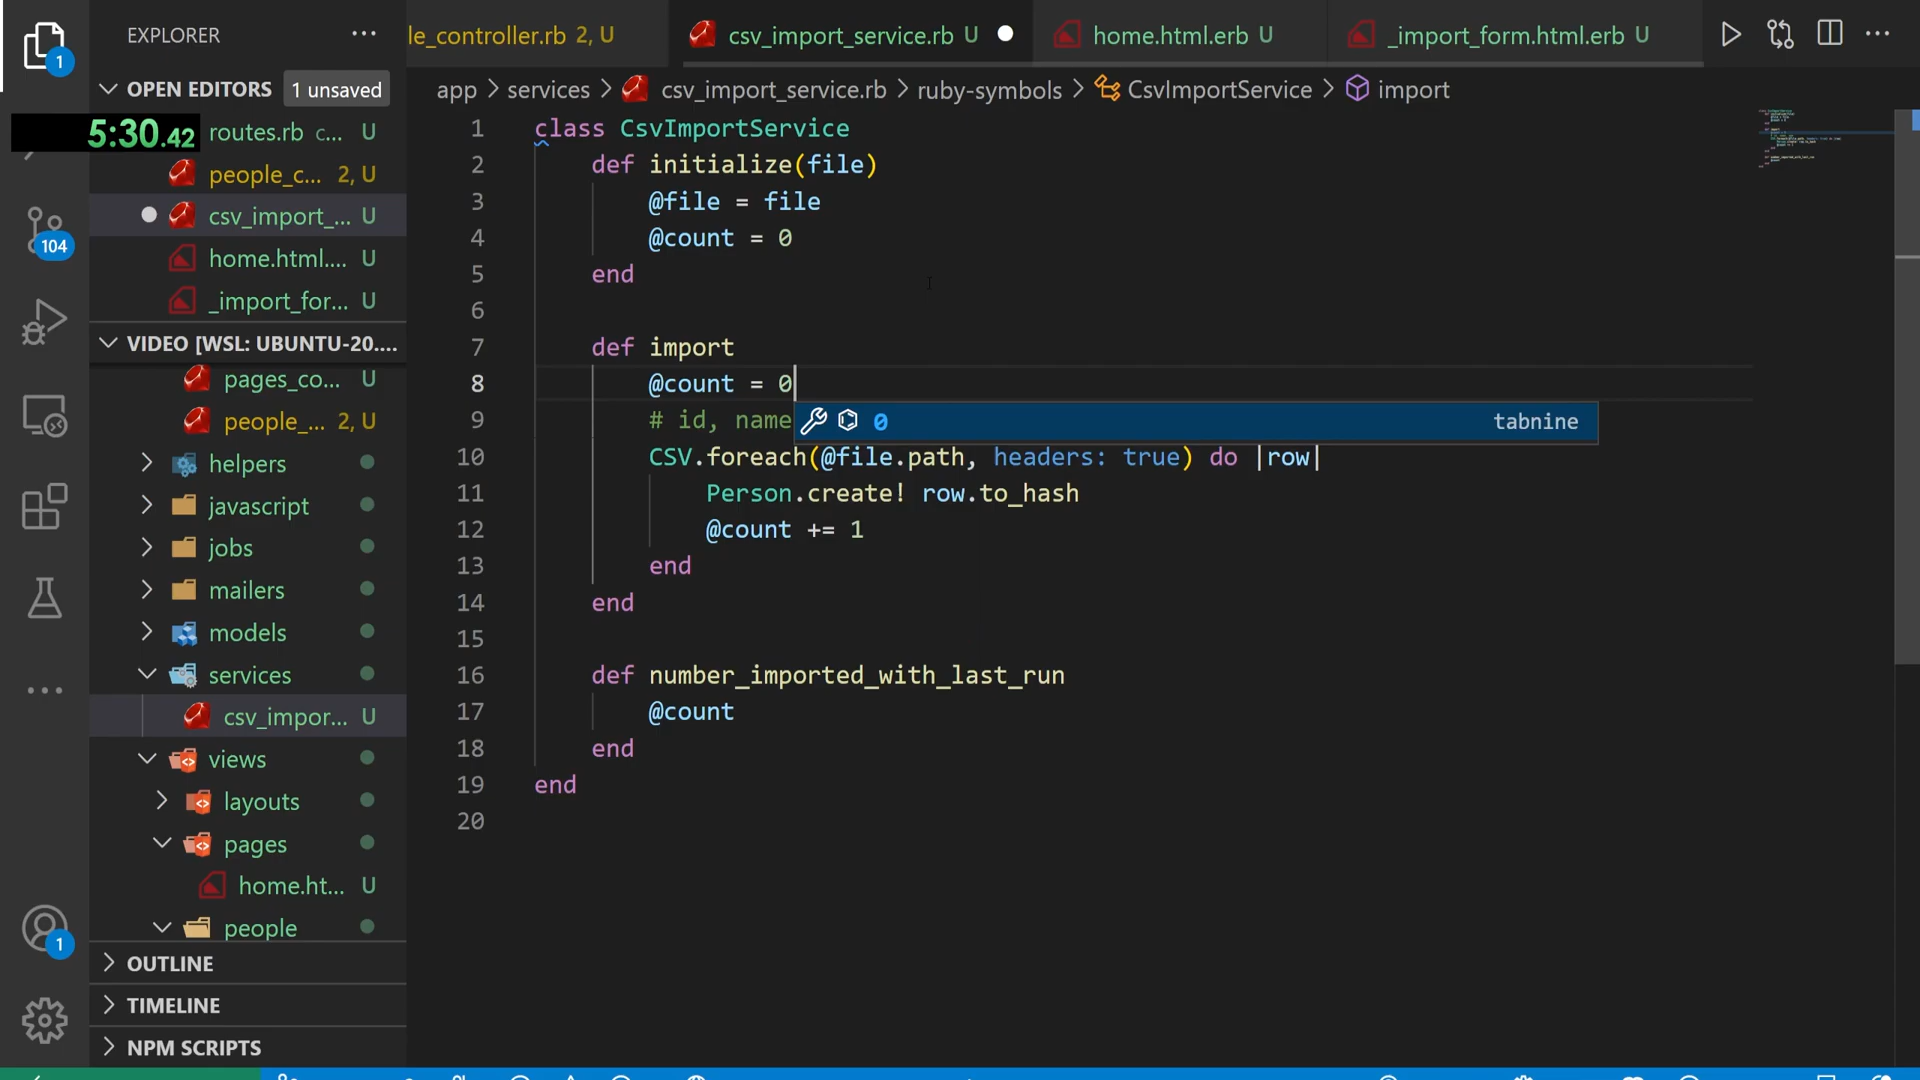 EXPLORER
le_controller.rb 2, U
csv_import_service.rb U
home.html.erb U
_import_form.html.erb U
1
OPEN EDITORS
1 unsaved
app > services > csv_import_service.rb > ruby-symbols > CsvImportService > import
5:30.42
routes.rb c... U
people_c... 2, U
csv_import_... U
home.html.... U
_import_for... U
104
VIDEO [WSL: UBUNTU-20....
pages_co... U
people_... 2, U
helpers
javascript
jobs
mailers
models
services
csv_impor... U
views
layouts
pages
home.ht... U
people
1
OUTLINE
TIMELINE
NPM SCRIPTS
1 class CsvImportService
2 def initialize(file)
3 @file = file
4 @count = 0
5 end
6
7 def import
8 @count = 0
9 # id, name
0 tabnine
10 CSV.foreach(@file.path, headers: true) do |row|
11 Person.create! row.to_hash
12 @count += 1
13 end
14 end
15
16 def number_imported_with_last_run
17 @count
18 end
19 end
20